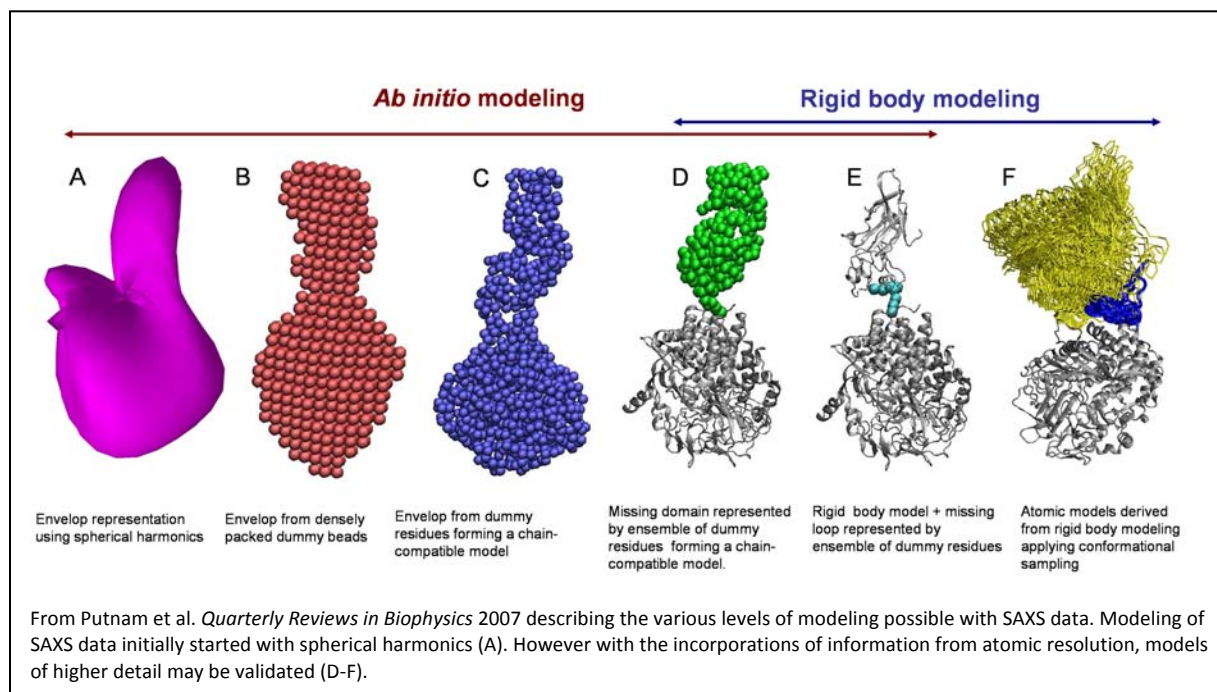 Ab initio modeling
Rigid body modeling
A
B
C
D
E
F
Envelop representation
using spherical harmonics
Envelop from densely
packed dummy beads
Envelop from dummy
residues forming a chain-
compatible model
Missing domain represented
by ensemble of dummy
residues forming a chain-
compatible model.
Rigid body model + missing
loop represented by
ensemble of dummy residues
Atomic models derived
from rigid body modeling
applying conformational
sampling
From Putnam et al. Quarterly Reviews in Biophysics 2007 describing the various levels of modeling possible with SAXS data. Modeling of
SAXS data initially started with spherical harmonics (A). However with the incorporations of information from atomic resolution, models
of higher detail may be validated (D-F).